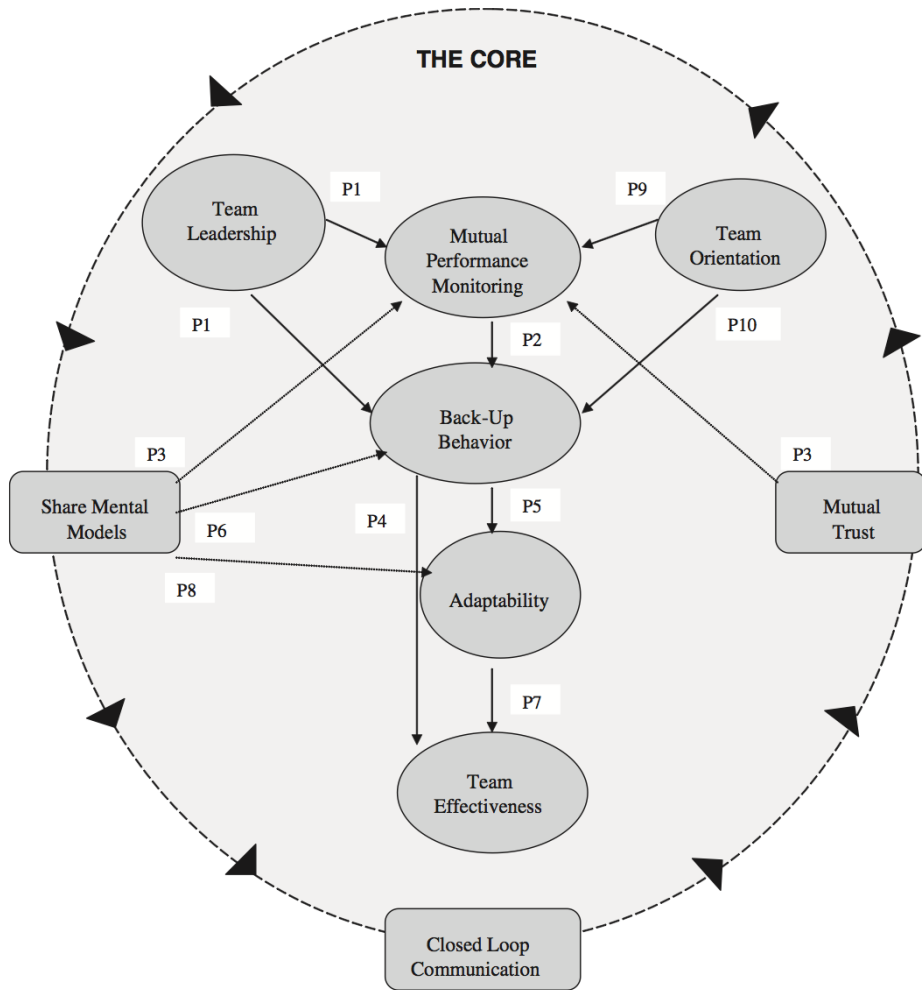 THE CORE
P1
P9
Team
Leadership
Mutual
Performance
Monitoring
Team
Orientation
P1
P2
P10
Back-Up
Behavior
P3
P3
Share Mental
Models
P6
P4
P5
Mutual
Trust
P8
Adaptability
P7
Team
Effectiveness
Closed Loop
Communication